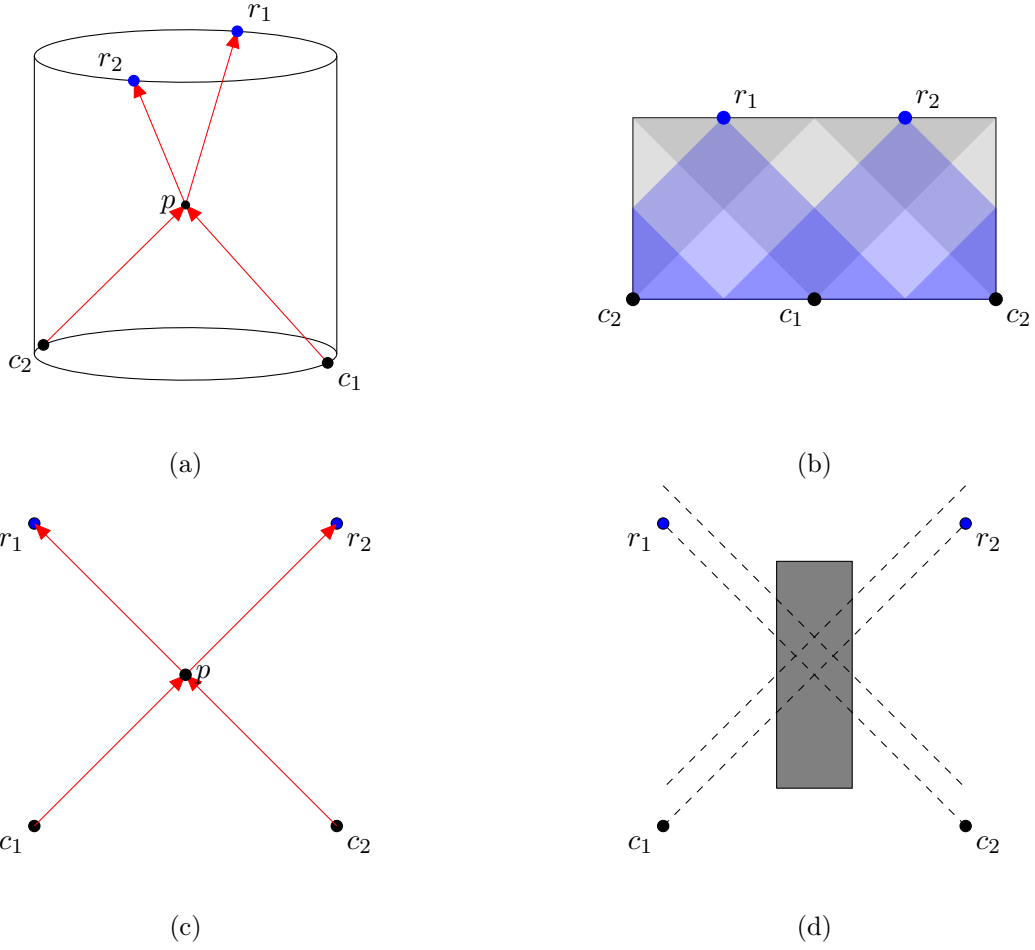 r₁
r₂
p
c₂
c₁
(a)
r₁ r₂
c₂ c₁ c₂
(b)
r₁ r₂
p
c₁ c₂
(c)
r₁ r₂
c₁ c₂
(d)